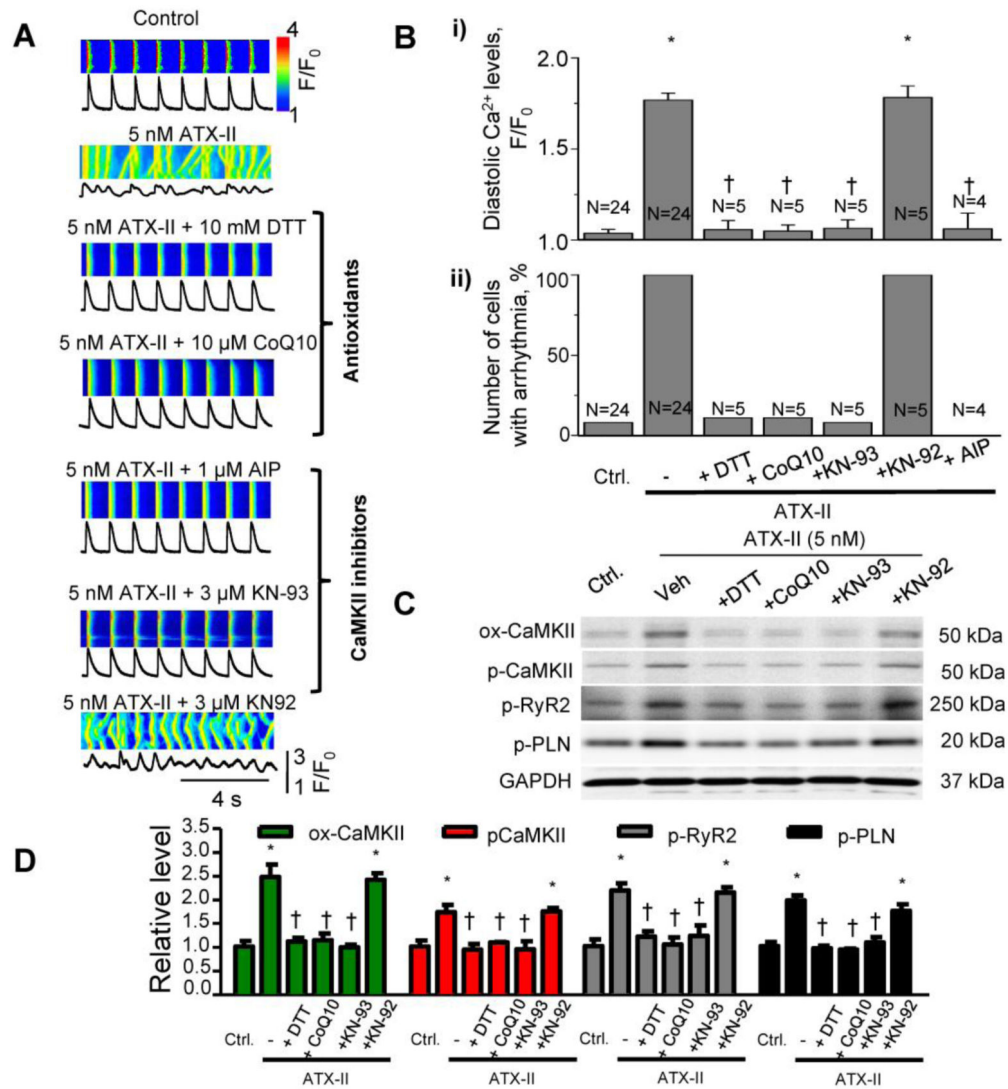 A
Control
4
F/F0
1
5 nM ATX-II
5 nM ATX-II + 10 mM DTT
5 nM ATX-II + 10 µM CoQ10
Antioxidants
5 nM ATX-II + 1 µM AIP
5 nM ATX-II + 3 µM KN-93
CaMKII inhibitors
5 nM ATX-II + 3 µM KN92
3
F/F0
1
4 s
B
i)
* *
Diastolic Ca2+ levels,
F/F0
2.0
1.5
1.0
† † † †
N=24 N=24 N=5 N=5 N=5 N=5 N=4
ii)
Number of cells
with arrhythmia, %
100
50
0
N=24 N=24 N=5 N=5 N=5 N=5 N=4
Ctrl. - + DTT + CoQ10 +KN-93 +KN-92 + AIP
ATX-II
C
ATX-II (5 nM)
Ctrl. Veh +DTT +CoQ10 +KN-93 +KN-92
ox-CaMKII 50 kDa
p-CaMKII 50 kDa
p-RyR2 250 kDa
p-PLN 20 kDa
GAPDH 37 kDa
D
ox-CaMKII pCaMKII p-RyR2 p-PLN
Relative level
3.5
3.0
2.5
2.0
1.5
1.0
0.5
0.0
* † † † * * † † † * * † † † * * † † † *
Ctrl. - + DTT + CoQ10 +KN-93 +KN-92 Ctrl. - + DTT + CoQ10 +KN-93 +KN-92 Ctrl. - + DTT + CoQ10 +KN-93 +KN-92 Ctrl. - + DTT + CoQ10 +KN-93 +KN-92
ATX-II ATX-II ATX-II ATX-II